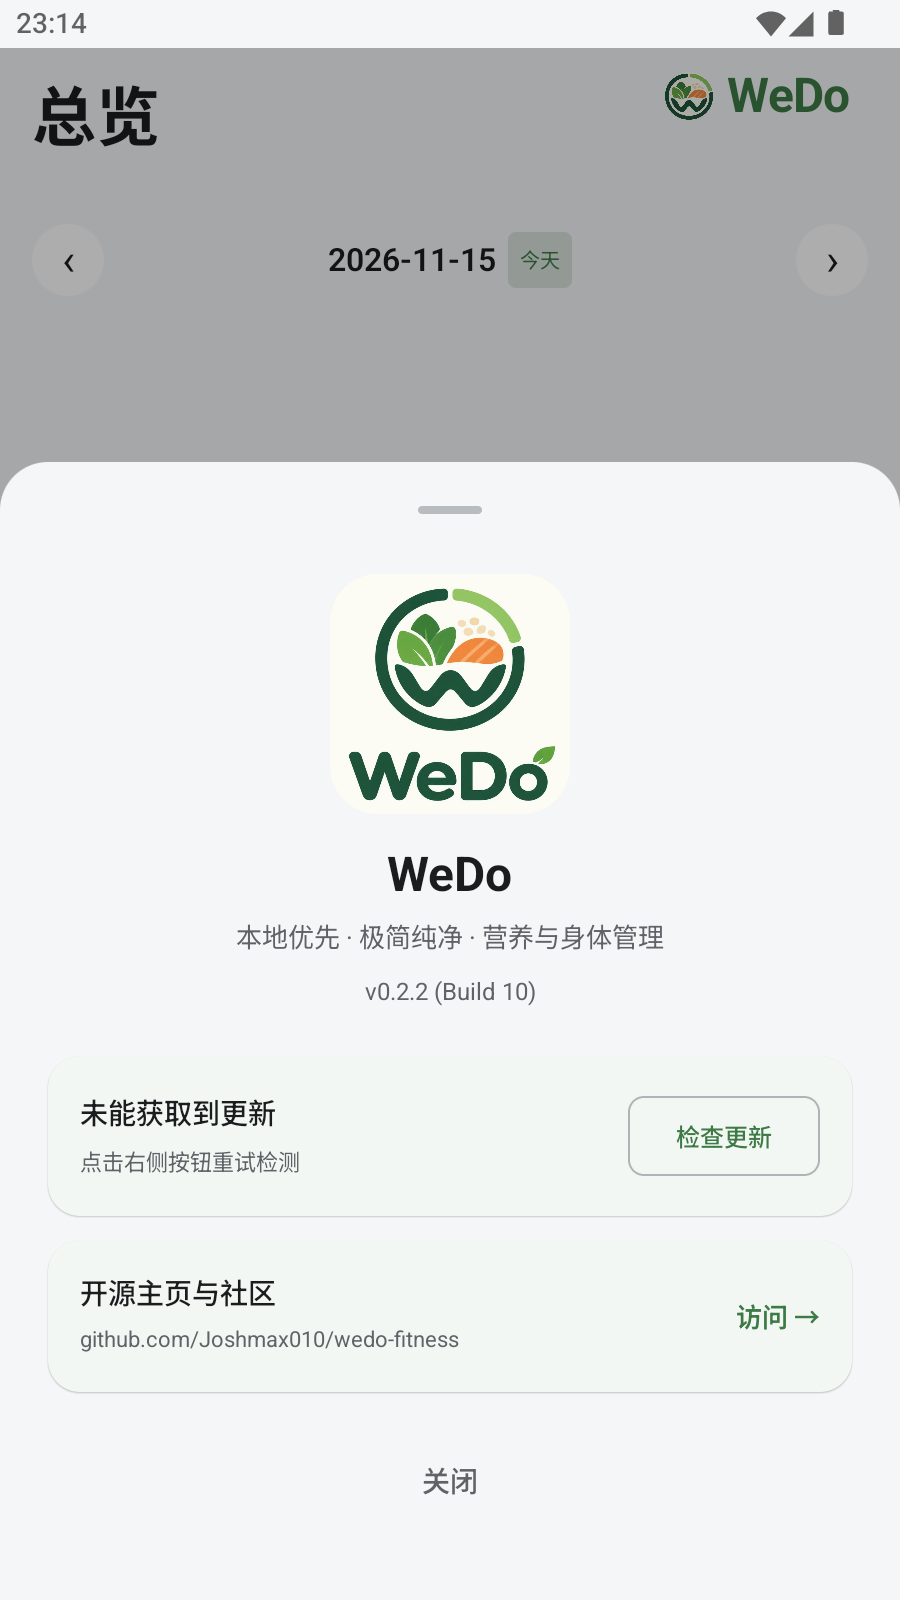 23:14
总览
WeDo
‹
2026-11-15
今天
›
WeDo
WeDo
本地优先 · 极简纯净 · 营养与身体管理
v0.2.2 (Build 10)
未能获取到更新
点击右侧按钮重试检测
检查更新
开源主页与社区
github.com/Joshmax010/wedo-fitness
访问 →
关闭